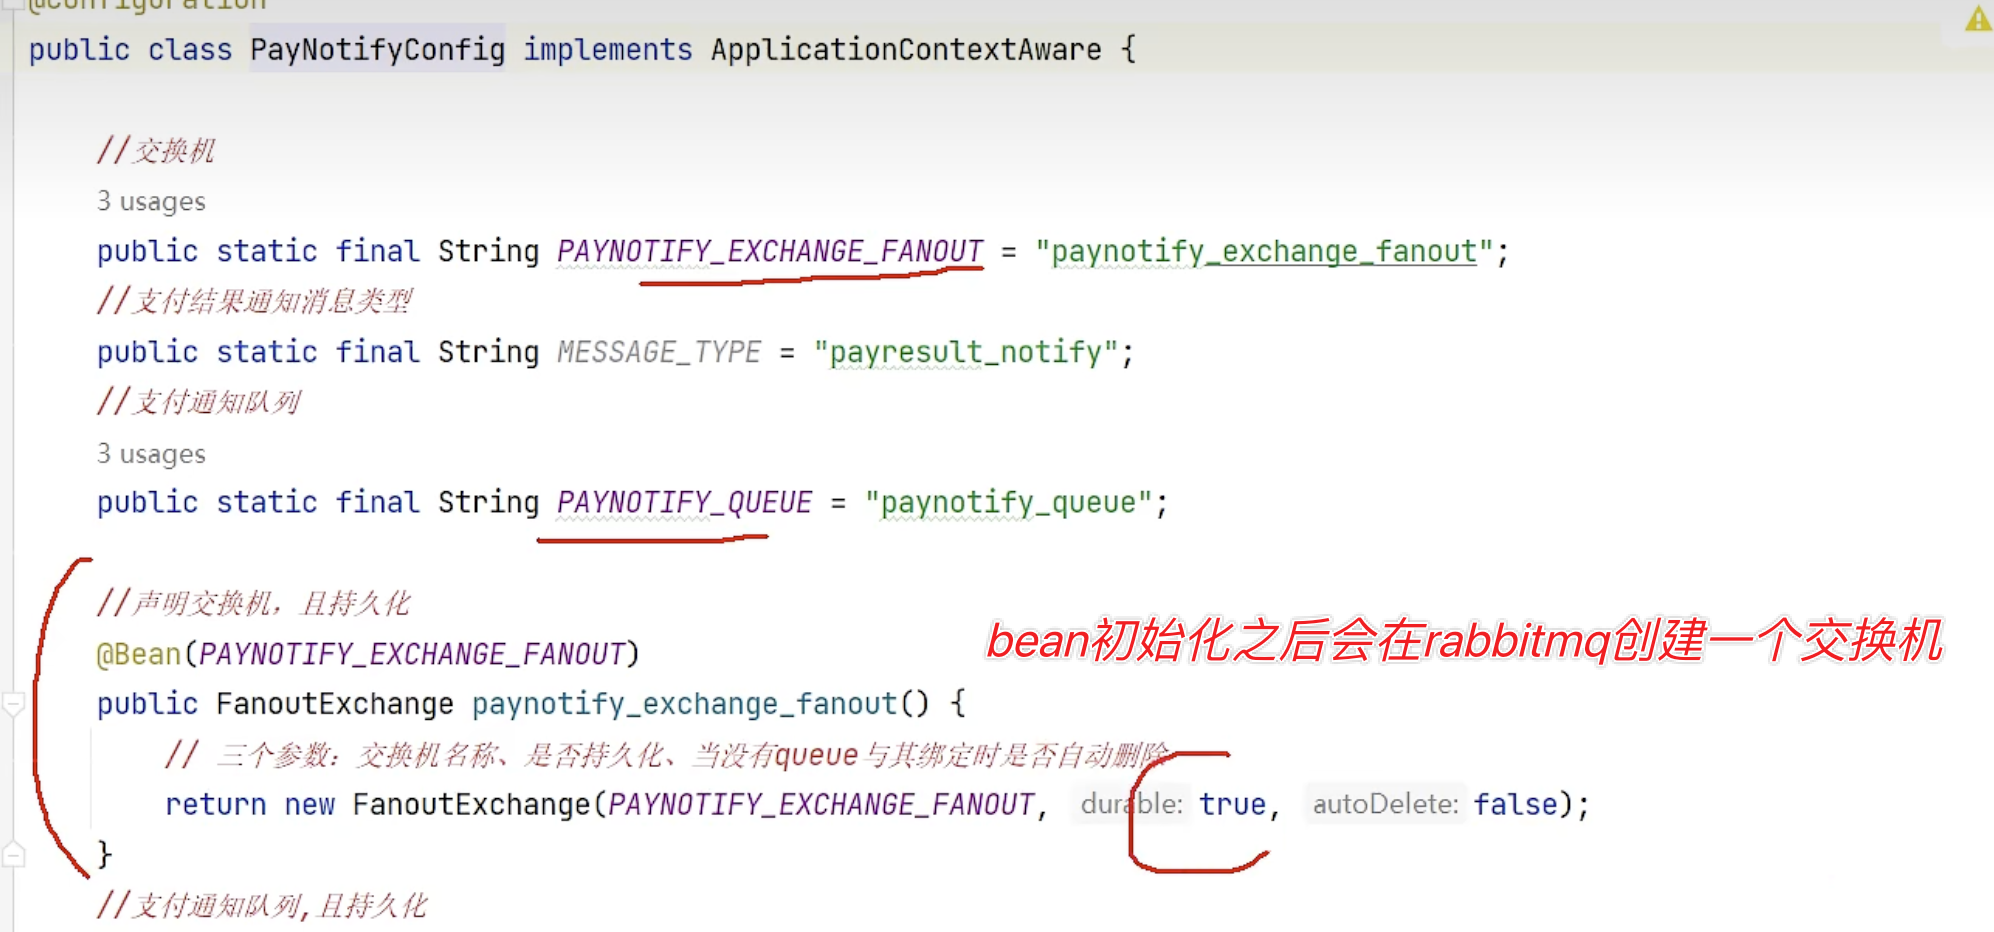 @Configuration
public class PayNotifyConfig implements ApplicationContextAware {
//交换机
3 usages
public static final String PAYNOTIFY_EXCHANGE_FANOUT = "paynotify_exchange_fanout";
//支付结果通知消息类型
public static final String MESSAGE_TYPE = "payresult_notify";
//支付通知队列
3 usages
public static final String PAYNOTIFY_QUEUE = "paynotify_queue";
//声明交换机，且持久化
@Bean(PAYNOTIFY_EXCHANGE_FANOUT)
bean初始化之后会在rabbitmq创建一个交换机
public FanoutExchange paynotify_exchange_fanout() {
// 三个参数：交换机名称、是否持久化、当没有queue与其绑定时是否自动删除
return new FanoutExchange(PAYNOTIFY_EXCHANGE_FANOUT, durable: true, autoDelete: false);
}
//支付通知队列,且持久化